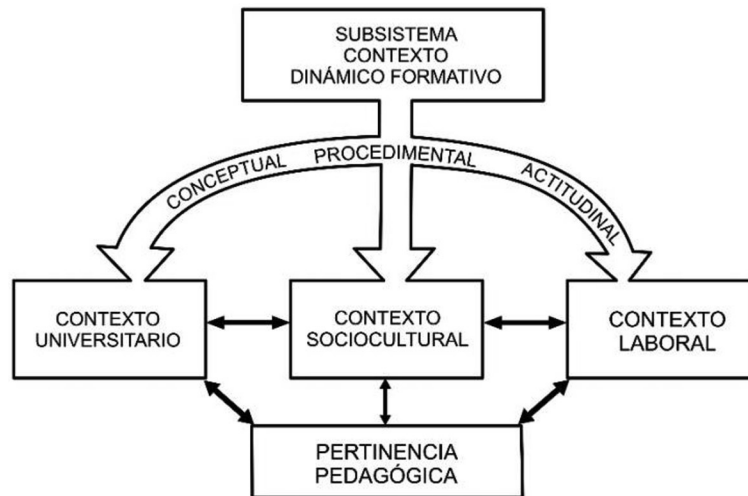 SUBSISTEMA
CONTEXTO
DINÁMICO FORMATIVO
CONCEPTUAL PROCEDIMENTAL ACTITUDINAL
CONTEXTO
UNIVERSITARIO
CONTEXTO
SOCIOCULTURAL
CONTEXTO
LABORAL
PERTINENCIA
PEDAGÓGICA